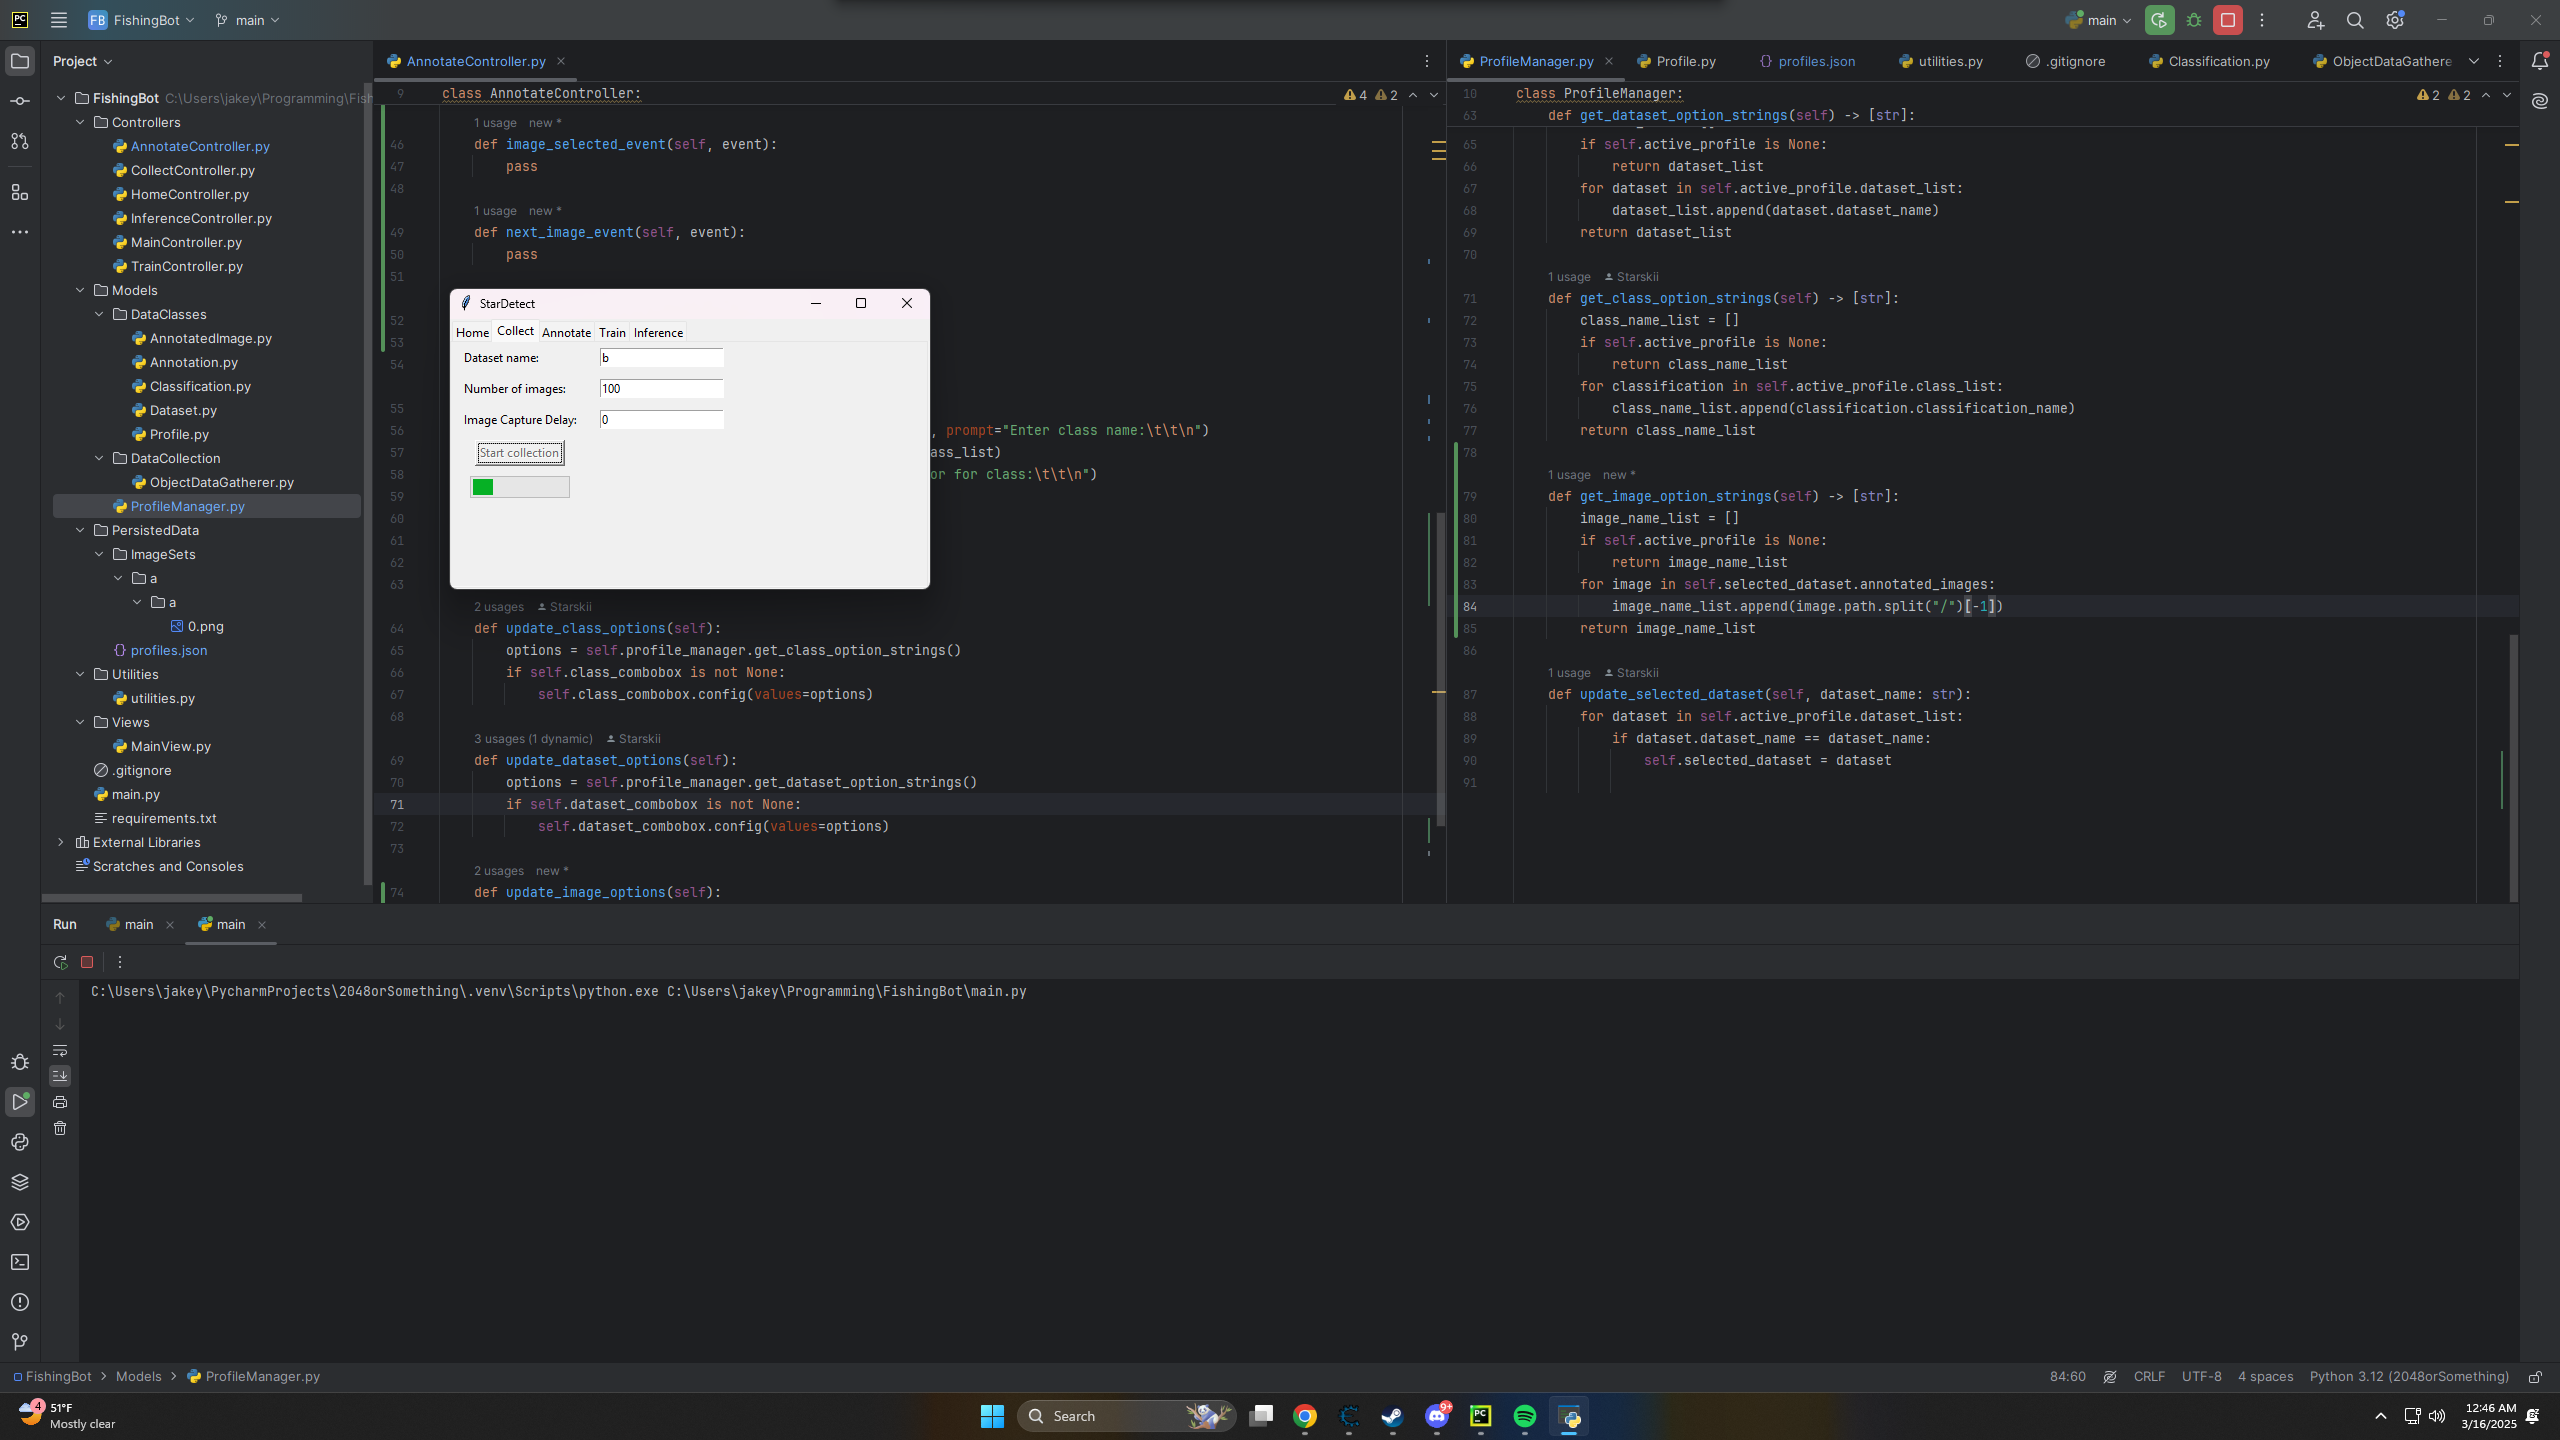 PC
FB FishingBot main
main
Project
FishingBot C:\Users\jakey\Programming\Fish
Controllers
AnnotateController.py
CollectController.py
HomeController.py
InferenceController.py
MainController.py
TrainController.py
Models
DataClasses
AnnotatedImage.py
Annotation.py
Classification.py
Dataset.py
Profile.py
DataCollection
ObjectDataGatherer.py
ProfileManager.py
PersistedData
ImageSets
a
a
0.png
profiles.json
Utilities
utilities.py
Views
MainView.py
.gitignore
main.py
requirements.txt
External Libraries
Scratches and Consoles
AnnotateController.py
9 class AnnotateController:
4 2
1 usage new *
46 def image_selected_event(self, event):
47 pass
48
1 usage new *
49 def next_image_event(self, event):
50 pass
51
52
53
54
55
56 , prompt="Enter class name:\t\t\n")
57 ass_list)
58 or for class:\t\t\n")
59
60
61
62
63
2 usages Starskii
64 def update_class_options(self):
65 options = self.profile_manager.get_class_option_strings()
66 if self.class_combobox is not None:
67 self.class_combobox.config(values=options)
68
3 usages (1 dynamic) Starskii
69 def update_dataset_options(self):
70 options = self.profile_manager.get_dataset_option_strings()
71 if self.dataset_combobox is not None:
72 self.dataset_combobox.config(values=options)
73
2 usages new *
74 def update_image_options(self):
StarDetect
Home Collect Annotate Train Inference
Dataset name: b
Number of images: 100
Image Capture Delay: 0
Start collection
ProfileManager.py Profile.py profiles.json utilities.py .gitignore Classification.py ObjectDataGathere
10 class ProfileManager:
2 2
63 def get_dataset_option_strings(self) -> [str]:
65 if self.active_profile is None:
66 return dataset_list
67 for dataset in self.active_profile.dataset_list:
68 dataset_list.append(dataset.dataset_name)
69 return dataset_list
70
1 usage Starskii
71 def get_class_option_strings(self) -> [str]:
72 class_name_list = []
73 if self.active_profile is None:
74 return class_name_list
75 for classification in self.active_profile.class_list:
76 class_name_list.append(classification.classification_name)
77 return class_name_list
78
1 usage new *
79 def get_image_option_strings(self) -> [str]:
80 image_name_list = []
81 if self.active_profile is None:
82 return image_name_list
83 for image in self.selected_dataset.annotated_images:
84 image_name_list.append(image.path.split("/")[-1])
85 return image_name_list
86
1 usage Starskii
87 def update_selected_dataset(self, dataset_name: str):
88 for dataset in self.active_profile.dataset_list:
89 if dataset.dataset_name == dataset_name:
90 self.selected_dataset = dataset
91
Run main main
C:\Users\jakey\PycharmProjects\2048orSomething\.venv\Scripts\python.exe C:\Users\jakey\Programming\FishingBot\main.py
FishingBot > Models > ProfileManager.py
84:60 CRLF UTF-8 4 spaces Python 3.12 (2048orSomething)
4 51°F
Mostly clear
Search
9+
PC
12:46 AM
3/16/2025